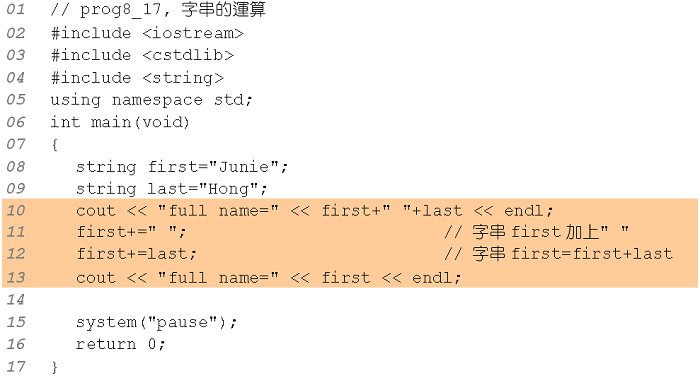 01 // prog8_17, 字串的運算
02 #include <iostream>
03 #include <cstdlib>
04 #include <string>
05 using namespace std;
06 int main(void)
07 {
08 string first="Junie";
09 string last="Hong";
10 cout << "full name=" << first+" "+last << endl;
11 first+=" "; // 字串 first 加上" "
12 first+=last; // 字串 first=first+last
13 cout << "full name=" << first << endl;
14
15 system("pause");
16 return 0;
17 }